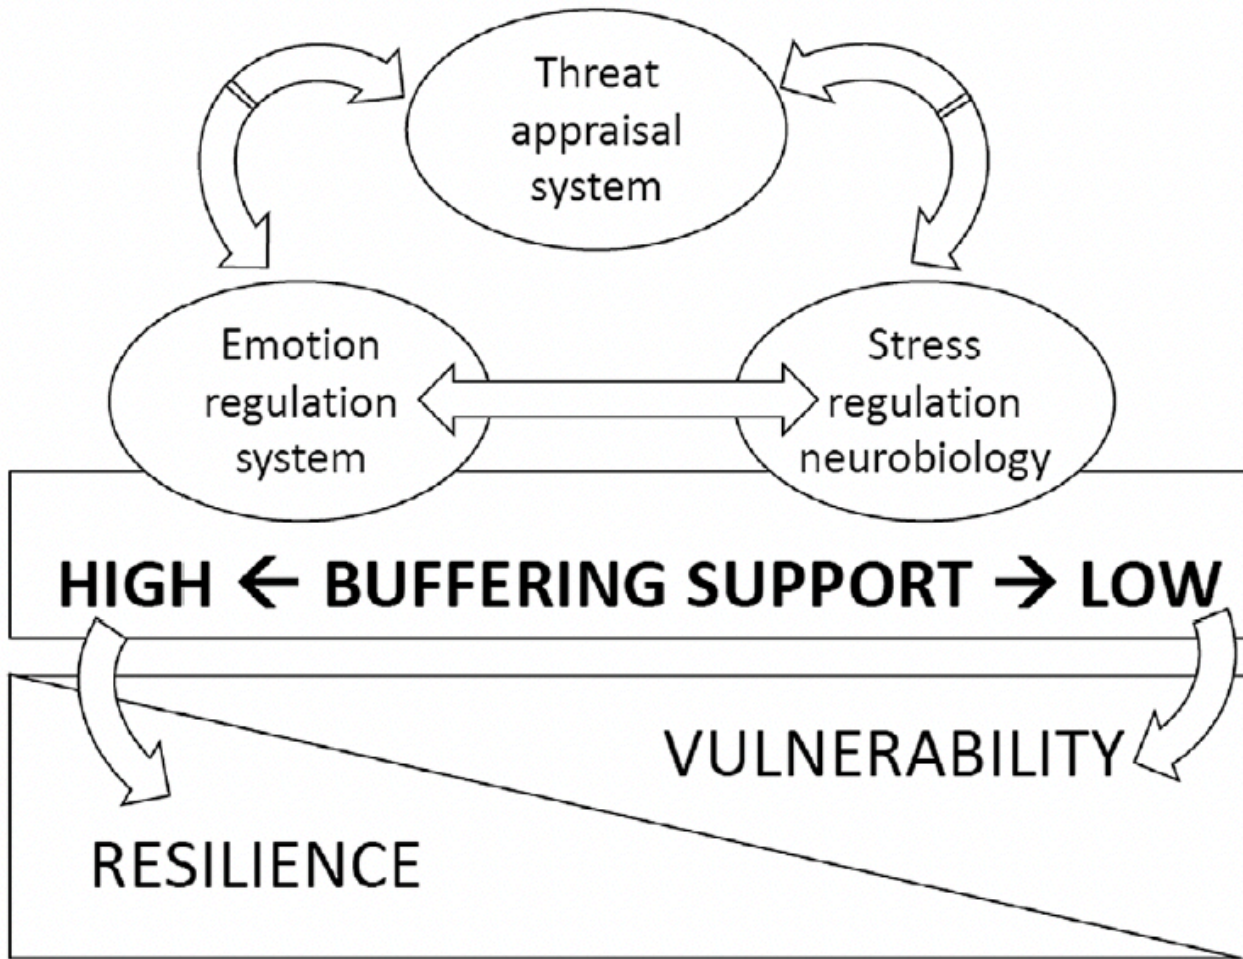 Threat
appraisal
system
Emotion
regulation
system
Stress
regulation
neurobiology
HIGH ← BUFFERING SUPPORT → LOW
VULNERABILITY
RESILIENCE